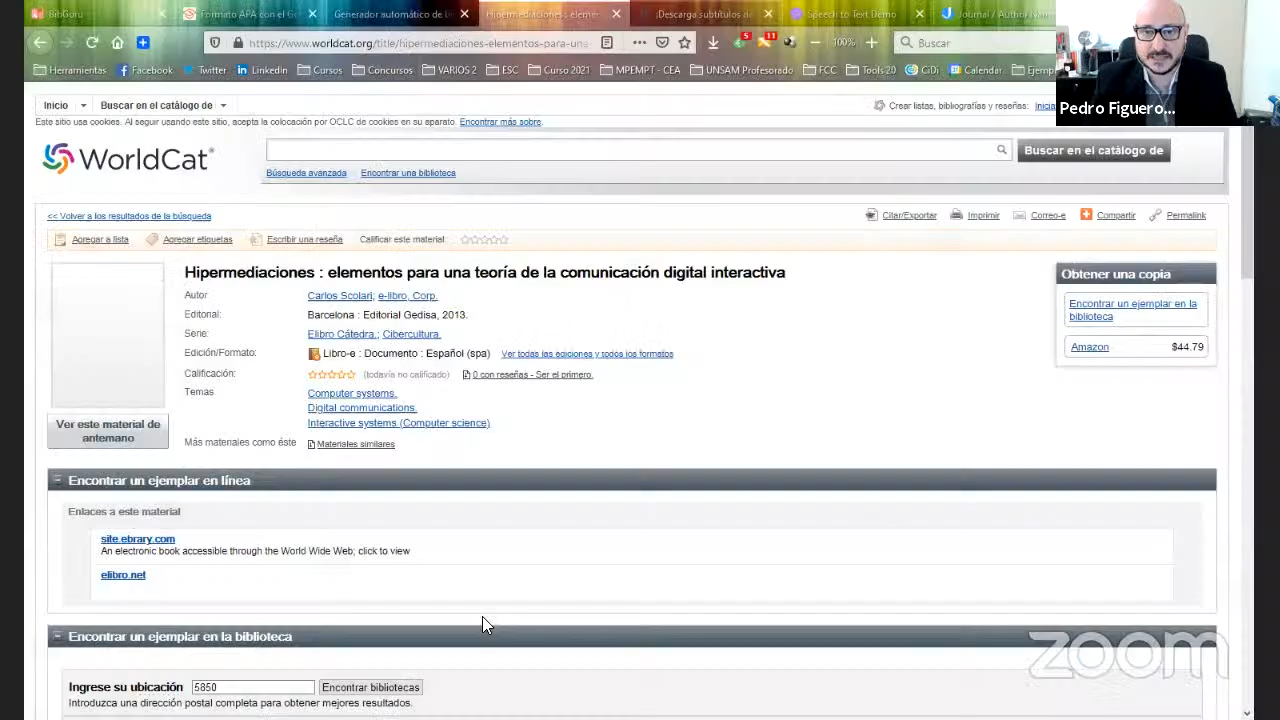 BibGuru
Formato APA con el Ge
Generador automático de
Hipermediaciones : eleme
¡Descarga subtítulos de
Speech to Text Demo
Journal / Author Name
https://www.worldcat.org/title/hipermediaciones-elementos-para-una-
100%
Buscar
5
11
Herramientas
Facebook
Twitter
LinkedIn
Cursos
Concursos
VARIOS 2
ESC
Curso 2021
MPEMPT - CEA
UNSAM Profesorado
FCC
Tools 20
CiDi
Calendar
Ejemp
Pedro Figuero...
Inicio
Buscar en el catálogo de
Crear listas, bibliografías y reseñas:
Inicia
Este sitio usa cookies. Al seguir usando este sitio, acepta la colocación por OCLC de cookies en su aparato. Encontrar más sobre.
WorldCat®
Buscar en el catálogo de
Búsqueda avanzada
Encontrar una biblioteca
<< Volver a los resultados de la búsqueda
Citar/Exportar
Imprimir
Correo-e
Compartir
Permalink
Agregar a lista
Agregar etiquetas
Escribir una reseña
Calificar este material
Hipermediaciones : elementos para una teoría de la comunicación digital interactiva
Autor
Carlos Scolari; e-libro, Corp.
Editorial:
Barcelona : Editorial Gedisa, 2013.
Serie:
Elibro Cátedra.; Cibercultura.
Edición/Formato:
Libro-e : Documento : Español (spa)
Ver todas las ediciones y todos los formatos
Calificación:
(todavía no calificado)
0 con reseñas - Ser el primero.
Temas
Computer systems.
Digital communications.
Interactive systems (Computer science)
Más materiales como éste
Materiales similares
Ver este material de
antemano
Obtener una copia
Encontrar un ejemplar en la
biblioteca
Amazon
$44.79
Encontrar un ejemplar en línea
Enlaces a este material
site.ebrary.com
An electronic book accessible through the World Wide Web; click to view
elibro.net
Encontrar un ejemplar en la biblioteca
zoom
Ingrese su ubicación
5850
Encontrar bibliotecas
Introduzca una dirección postal completa para obtener mejores resultados.